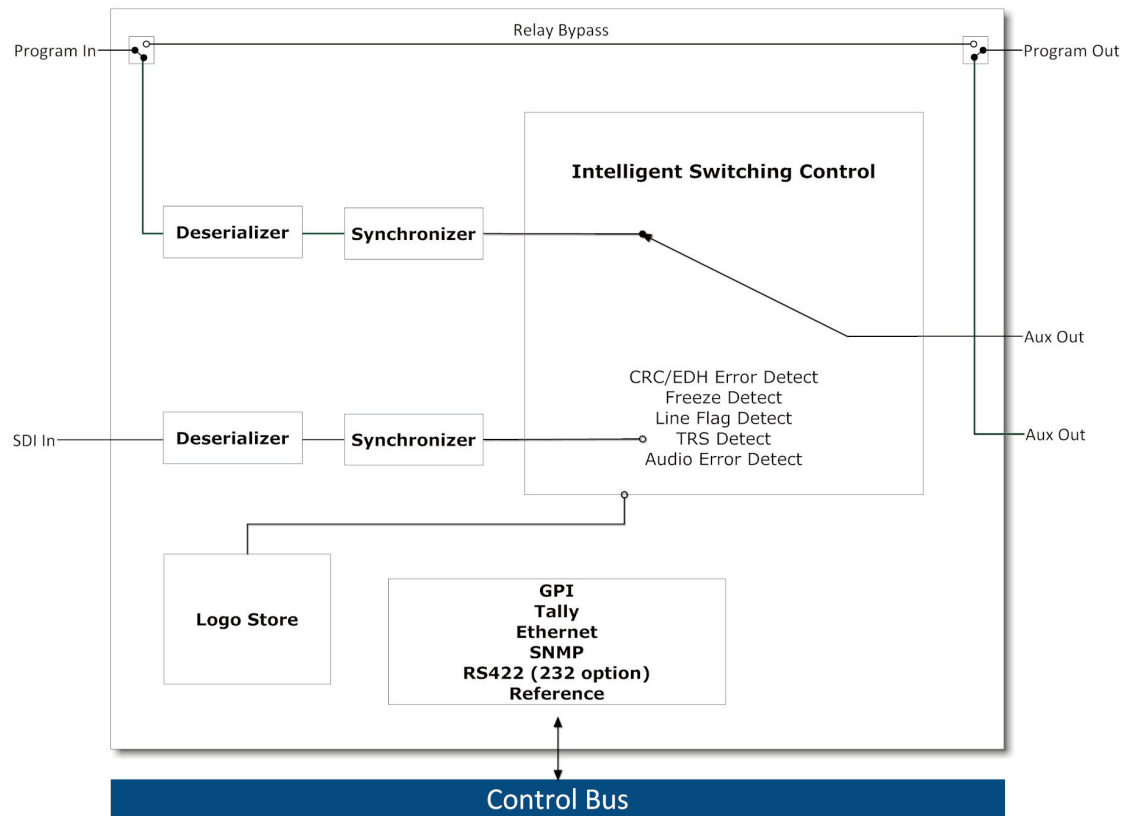 Relay Bypass
Program In
Program Out
Intelligent Switching Control
Deserializer
Synchronizer
Aux Out
CRC/EDH Error Detect
Freeze Detect
Line Flag Detect
TRS Detect
Audio Error Detect
SDI In
Deserializer
Synchronizer
Aux Out
Logo Store
GPI
Tally
Ethernet
SNMP
RS422 (232 option)
Reference
Control Bus